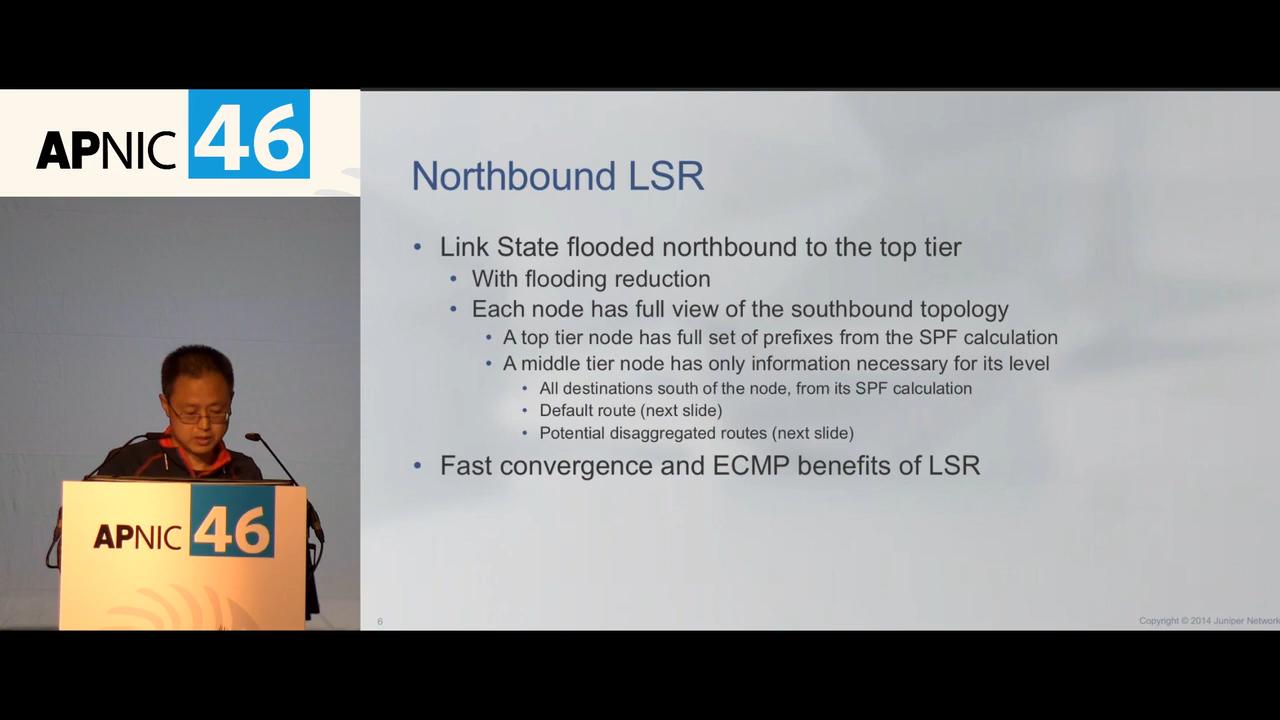 APNIC 46
Northbound LSR
• Link State flooded northbound to the top tier
• With flooding reduction
• Each node has full view of the southbound topology
• A top tier node has full set of prefixes from the SPF calculation
• A middle tier node has only information necessary for its level
• All destinations south of the node, from its SPF calculation
• Default route (next slide)
• Potential disaggregated routes (next slide)
• Fast convergence and ECMP benefits of LSR
APNIC 46
6
Copyright © 2014 Juniper Network